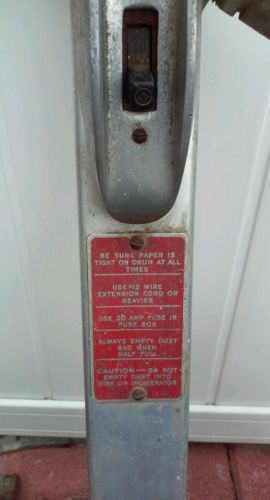 BE SURE PAPER IS
TIGHT ON DRUM AT ALL
TIMES
USE #12 WIRE
EXTENSION CORD OR
HEAVIER
USE 30 AMP FUSE IN
FUSE BOX
ALWAYS EMPTY DUST
BAG WHEN
HALF FULL
CAUTION—DO NOT
EMPTY DUST INTO
FIRE OR INCINERATOR